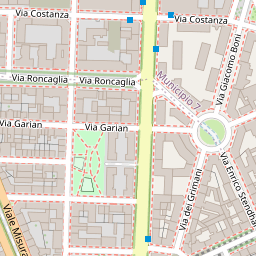 Via Costanza
Via Costanza
Via Giacomo Boni
Via Roncaglia
Via Roncaglia
Municipio 7
Via Garian
Via Garian
Via Enrico Stendha
Via dei Grimani
Viale Misura